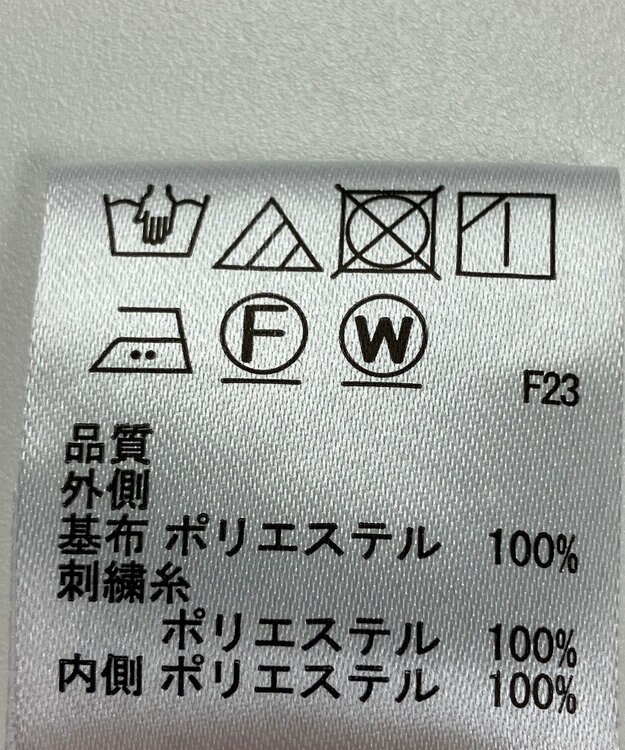 F W
F23
品質
外側
基布 ポリエステル 100%
刺繍糸
ポリエステル 100%
内側 ポリエステル 100%